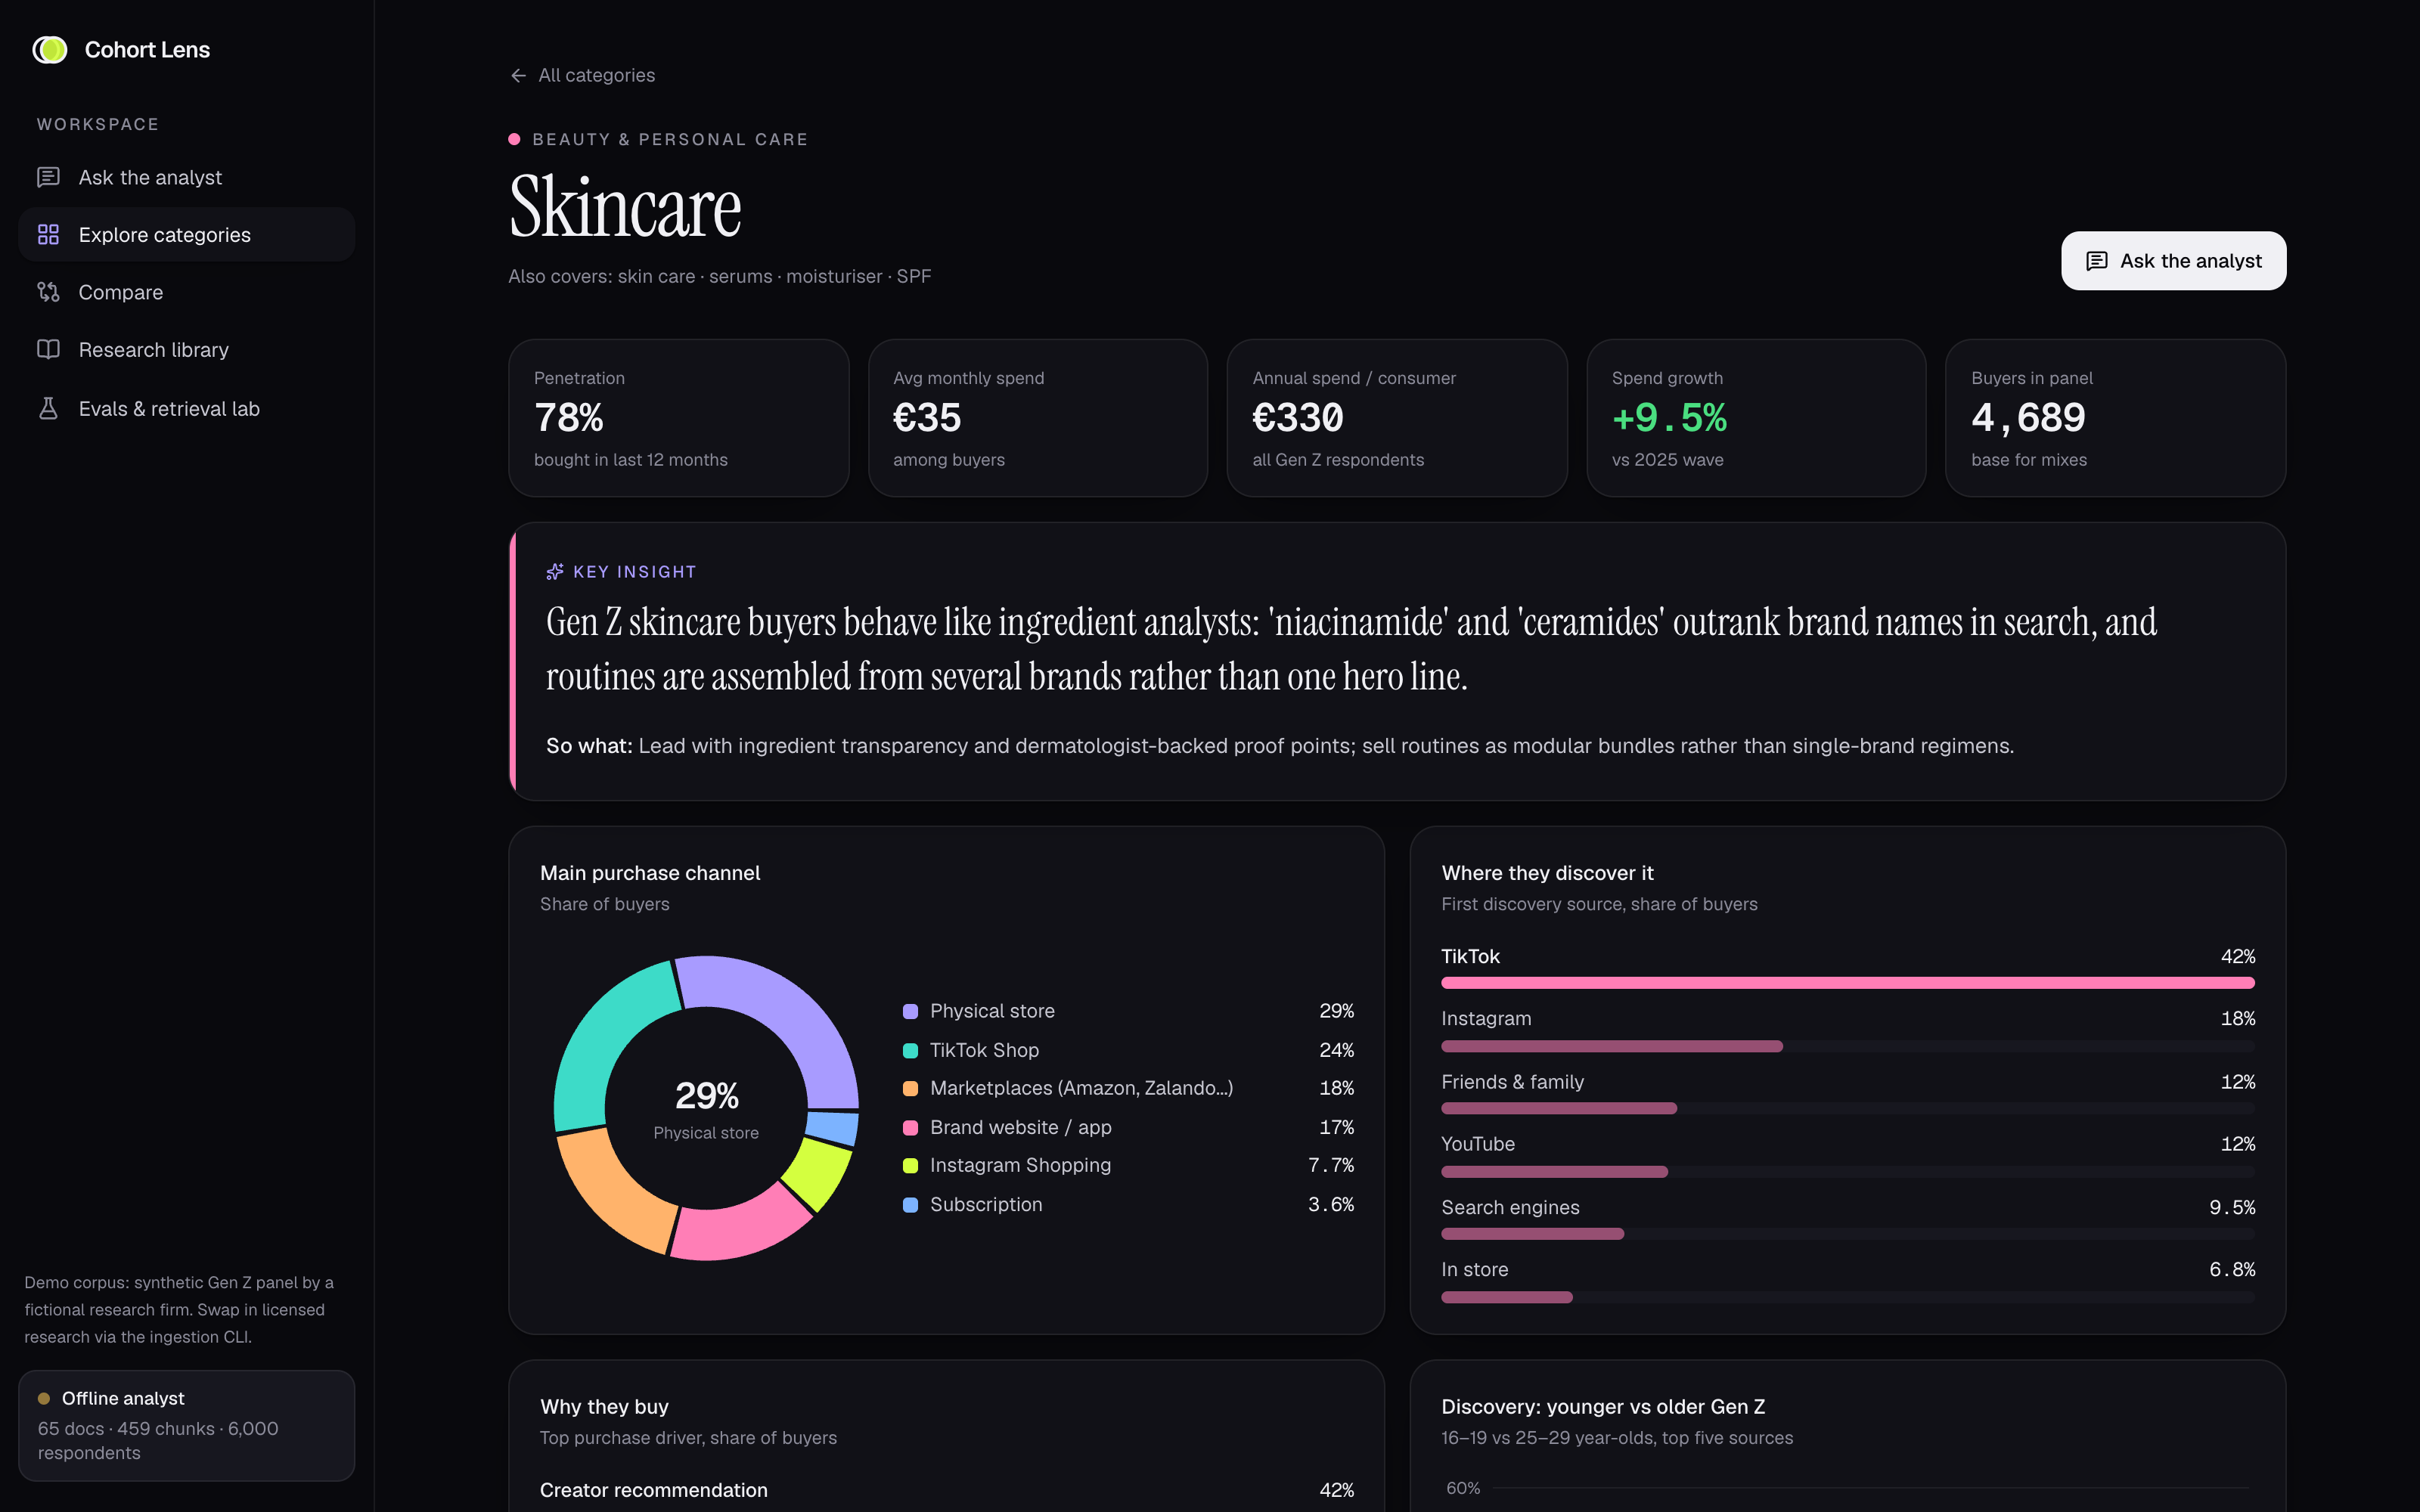 Cohort Lens
WORKSPACE
Ask the analyst
Explore categories
Compare
Research library
Evals & retrieval lab
Demo corpus: synthetic Gen Z panel by a
fictional research firm. Swap in licensed
research via the ingestion CLI.
Offline analyst
65 docs · 459 chunks · 6,000
respondents
All categories
BEAUTY & PERSONAL CARE
Skincare
Also covers: skin care · serums · moisturiser · SPF
Ask the analyst
Penetration
78%
bought in last 12 months
Avg monthly spend
€35
among buyers
Annual spend / consumer
€330
all Gen Z respondents
Spend growth
+9.5%
vs 2025 wave
Buyers in panel
4,689
base for mixes
KEY INSIGHT
Gen Z skincare buyers behave like ingredient analysts: 'niacinamide' and 'ceramides' outrank brand names in search, and
routines are assembled from several brands rather than one hero line.
So what: Lead with ingredient transparency and dermatologist-backed proof points; sell routines as modular bundles rather than single-brand regimens.
Main purchase channel
Share of buyers
29%
Physical store
Physical store 29%
TikTok Shop 24%
Marketplaces (Amazon, Zalando...) 18%
Brand website / app 17%
Instagram Shopping 7.7%
Subscription 3.6%
Where they discover it
First discovery source, share of buyers
TikTok 42%
Instagram 18%
Friends & family 12%
YouTube 12%
Search engines 9.5%
In store 6.8%
Why they buy
Top purchase driver, share of buyers
Creator recommendation 42%
Discovery: younger vs older Gen Z
16–19 vs 25–29 year-olds, top five sources
60%